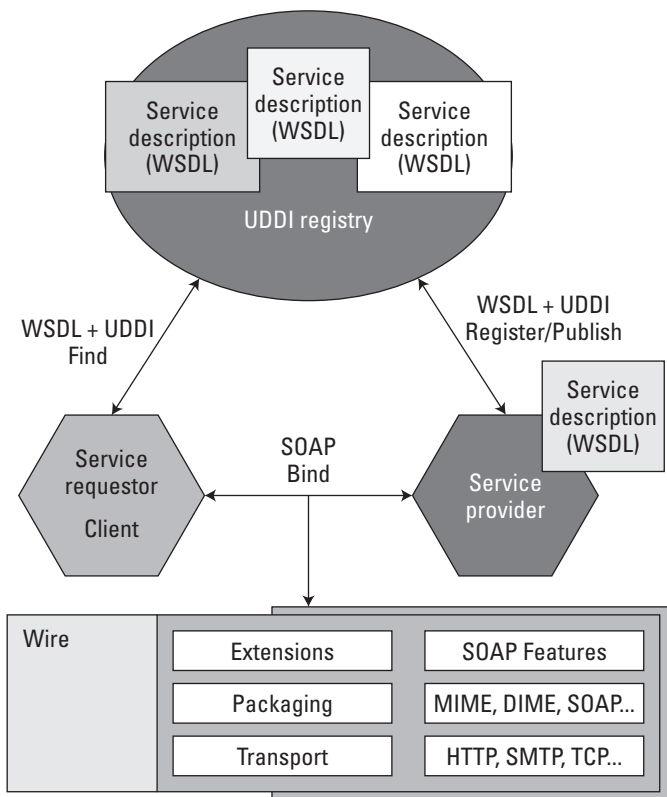 Service
description
(WSDL)
Service
description
(WSDL)
Service
description
(WSDL)
UDDI registry
WSDL + UDDI
Find
WSDL + UDDI
Register/Publish
Service
description
(WSDL)
Service
requestor
Client
SOAP
Bind
Service
provider
Wire
Extensions
SOAP Features
Packaging
MIME, DIME, SOAP...
Transport
HTTP, SMTP, TCP...